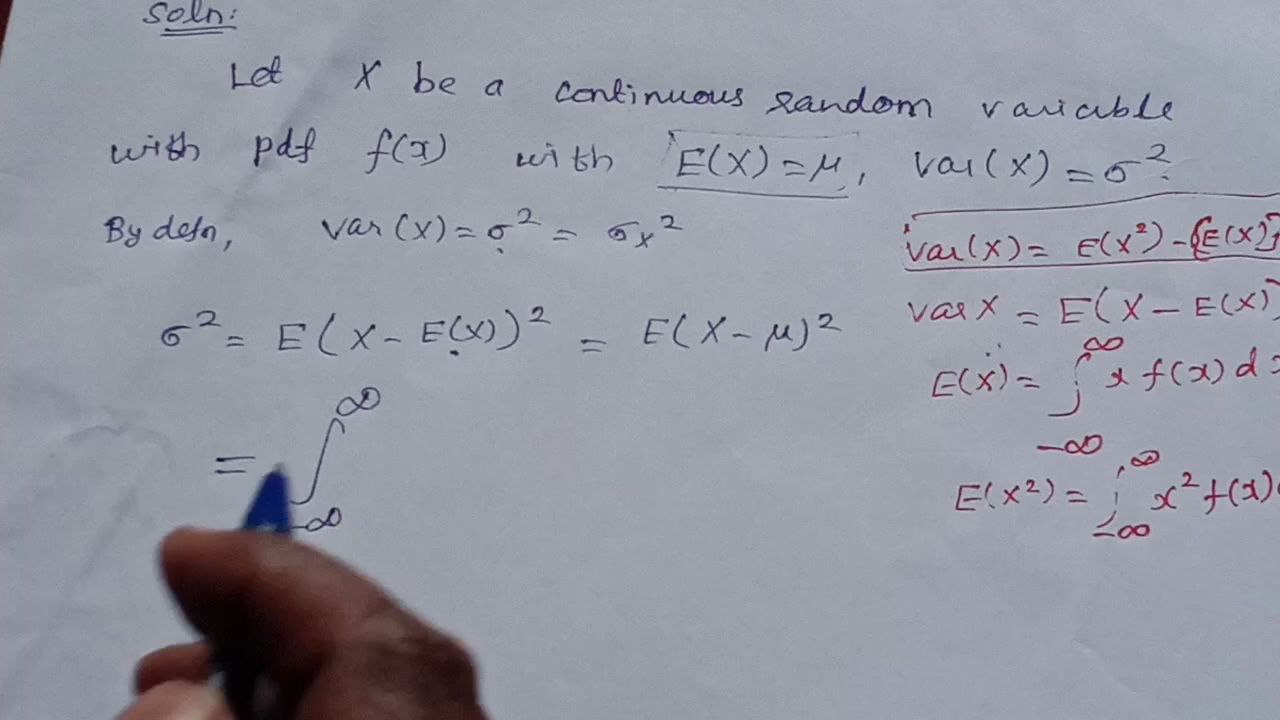 Soln:
Let X be a continuous random variable
with pdf f(x) with E(X) = μ, Var(X) = σ².
By defn, Var(X) = σ² = σx²
σ² = E(X - E(X))² = E(X - μ)²
= ∫_{-∞}^{∞}
Var(X) = E(X²) - [E(X)]
Var X = E(X - E(X)
E(X) = ∫_{-∞}^{∞} x f(x) dx
E(X²) = ∫_{-∞}^{∞} x² f(x)